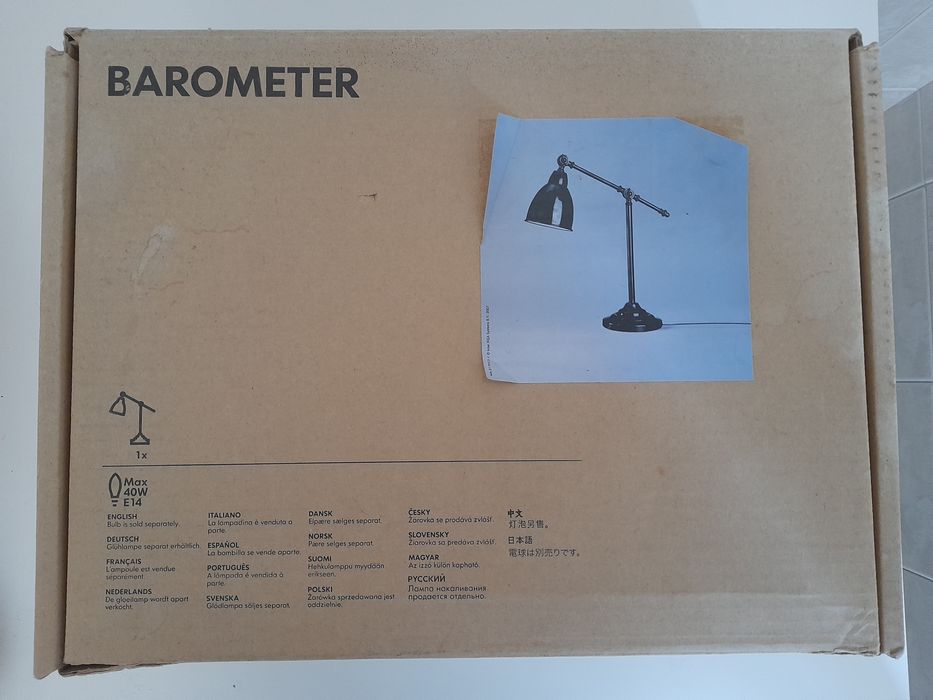 BAROMETER
1x
Max
40W
E14
ENGLISH
Bulb is sold separately.
DEUTSCH
Glühlampe separat erhältlich.
FRANÇAIS
L'ampoule est vendue
séparément.
NEDERLANDS
De gloeilamp wordt apart
verkocht.
ITALIANO
La lampadina è venduta a
parte.
ESPAÑOL
La bombilla se vende aparte.
PORTUGUÊS
A lâmpada é vendida à
parte.
SVENSKA
Glödlampa säljes separat.
DANSK
Elpære sælges separat.
NORSK
Pære selges separat.
SUOMI
Hehkulamppu myydään
erikseen.
POLSKI
Żarówka sprzedawana jest
oddzielnie.
ČESKY
Žárovka se prodává zvlášť.
SLOVENSKY
Žiarovka sa predáva zvlášť.
MAGYAR
Az izzó külön kapható.
РУССКИЙ
Лампа накаливания
продается отдельно.
中文
灯泡另售。
日本語
電球は別売りです。